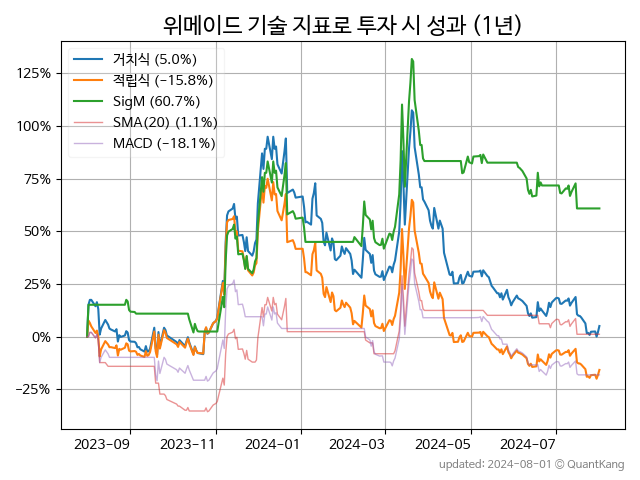 위메이드 기술 지표로 투자 시 성과 (1년)
거치식 (5.0%)
적립식 (−15.8%)
SigM (60.7%)
SMA(20) (1.1%)
MACD (−18.1%)
125%
100%
75%
50%
25%
0%
−25%
2023−09
2023−11
2024−01
2024−03
2024−05
2024−07
updated: 2024−08−01 © QuantKang